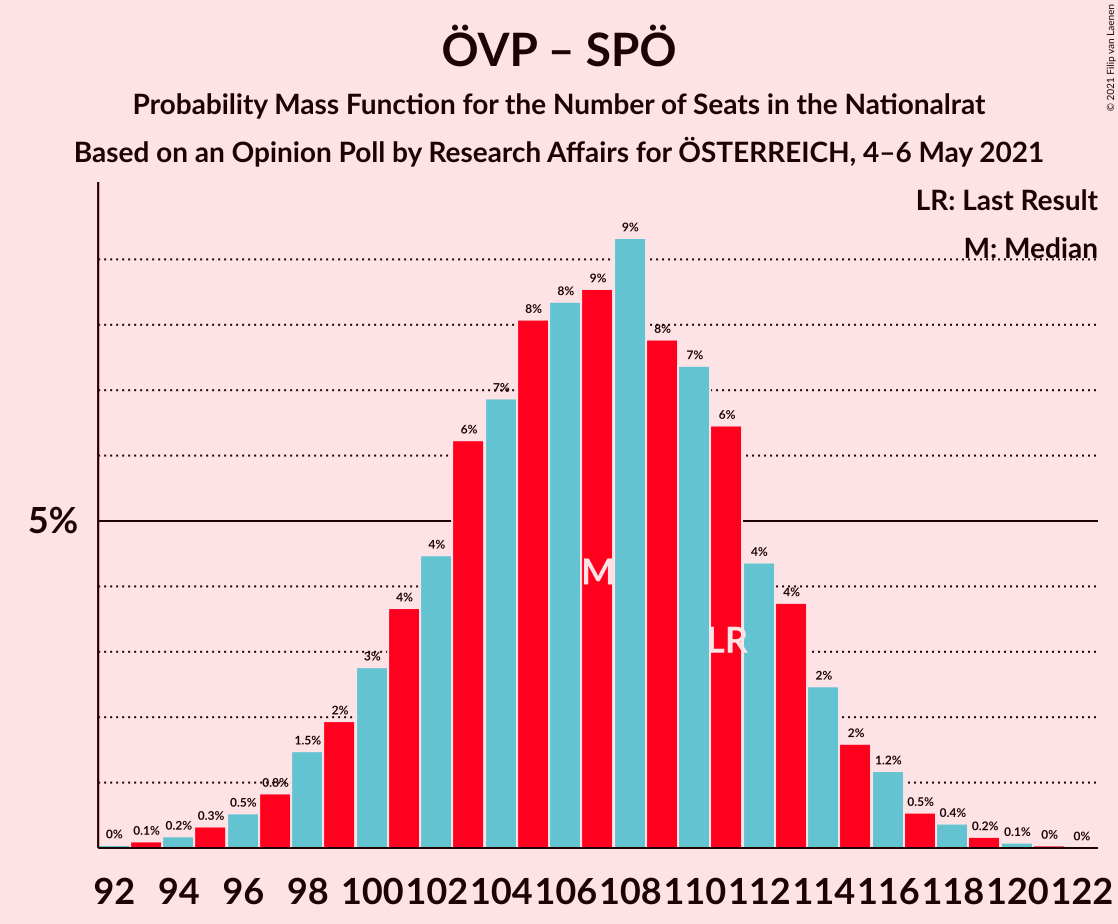 ÖVP – SPÖ
Probability Mass Function for the Number of Seats in the Nationalrat
Based on an Opinion Poll by Research Affairs for ÖSTERREICH, 4–6 May 2021
© 2021 Filip van Laenen
LR: Last Result
M: Median
5%
0% 0.1% 0.2% 0.3% 0.5% 0.8% 1.5% 2% 3% 4% 4% 6% 7% 8% 8% 9% 9% 8% 7% 6% 4% 4% 2% 2% 1.2% 0.5% 0.4% 0.2% 0.1% 0% 0%
M
LR
92 94 96 98 100 102 104 106 108 110 112 114 116 118 120 122